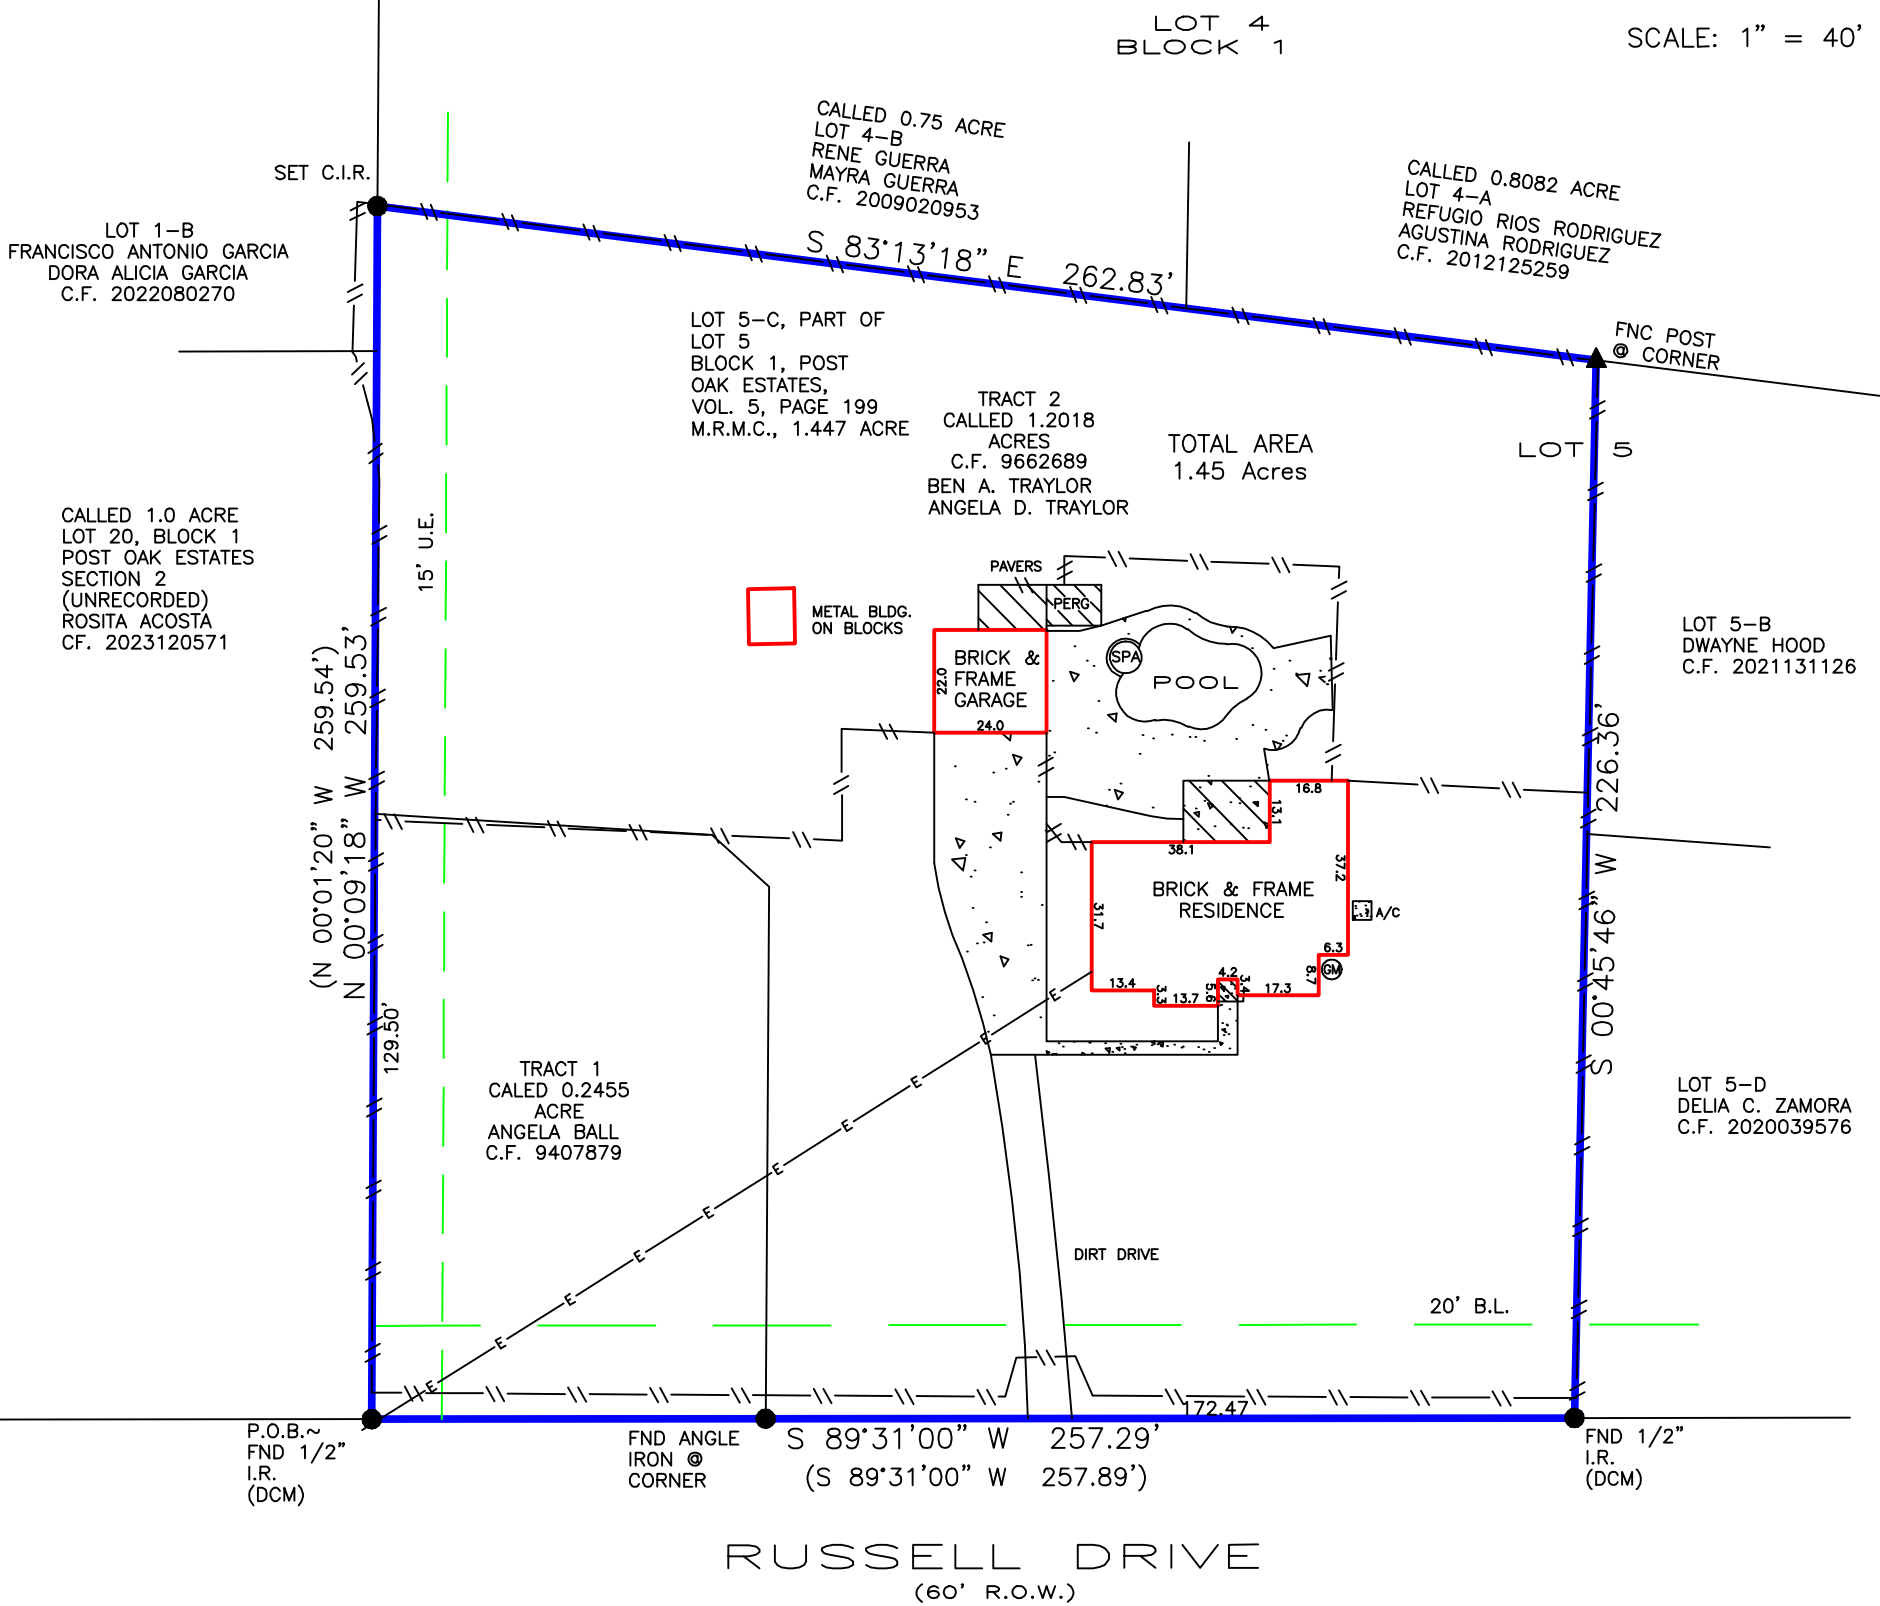 LOT 4
BLOCK 1
SCALE: 1" = 40'
CALLED 0.75 ACRE
LOT 4-B
RENE GUERRA
MAYRA GUERRA
C.F. 2009020953
CALLED 0.8082 ACRE
LOT 4-A
REFUGIO RIOS RODRIGUEZ
AGUSTINA RODRIGUEZ
C.F. 2012125259
SET C.I.R.
LOT 1-B
FRANCISCO ANTONIO GARCIA
DORA ALICIA GARCIA
C.F. 2022080270
S 83°13'18" E 262.83'
FNC POST
@ CORNER
LOT 5-C, PART OF
LOT 5
BLOCK 1, POST
OAK ESTATES,
VOL. 5, PAGE 199
M.R.M.C., 1.447 ACRE
TRACT 2
CALLED 1.2018
ACRES
C.F. 9662689
BEN A. TRAYLOR
ANGELA D. TRAYLOR
TOTAL AREA
1.45 Acres
LOT 5
CALLED 1.0 ACRE
LOT 20, BLOCK 1
POST OAK ESTATES
SECTION 2
(UNRECORDED)
ROSITA ACOSTA
CF. 2023120571
15' U.E.
PAVERS
PERG
METAL BLDG.
ON BLOCKS
BRICK &
FRAME
GARAGE
22.0
24.0
SPA
POOL
LOT 5-B
DWAYNE HOOD
C.F. 2021131126
(N 00°01'20" W 259.54')
N 00°09'18" W 259.53'
S 00°45'46" W 226.36'
16.8
13.1
38.1
37.2
31.7
BRICK & FRAME
RESIDENCE
A/C
6.3
GM
8.7
4.2
3.4
17.3
13.4
3.3
13.7
5.6
129.50'
TRACT 1
CALED 0.2455
ACRE
ANGELA BALL
C.F. 9407879
LOT 5-D
DELIA C. ZAMORA
C.F. 2020039576
E
E
E
E
E
E
E
E
E
E
DIRT DRIVE
20' B.L.
172.47
P.O.B.~
FND 1/2"
I.R.
(DCM)
FND ANGLE
IRON @
CORNER
S 89°31'00" W 257.29'
(S 89°31'00" W 257.89')
FND 1/2"
I.R.
(DCM)
RUSSELL DRIVE
(60' R.O.W.)